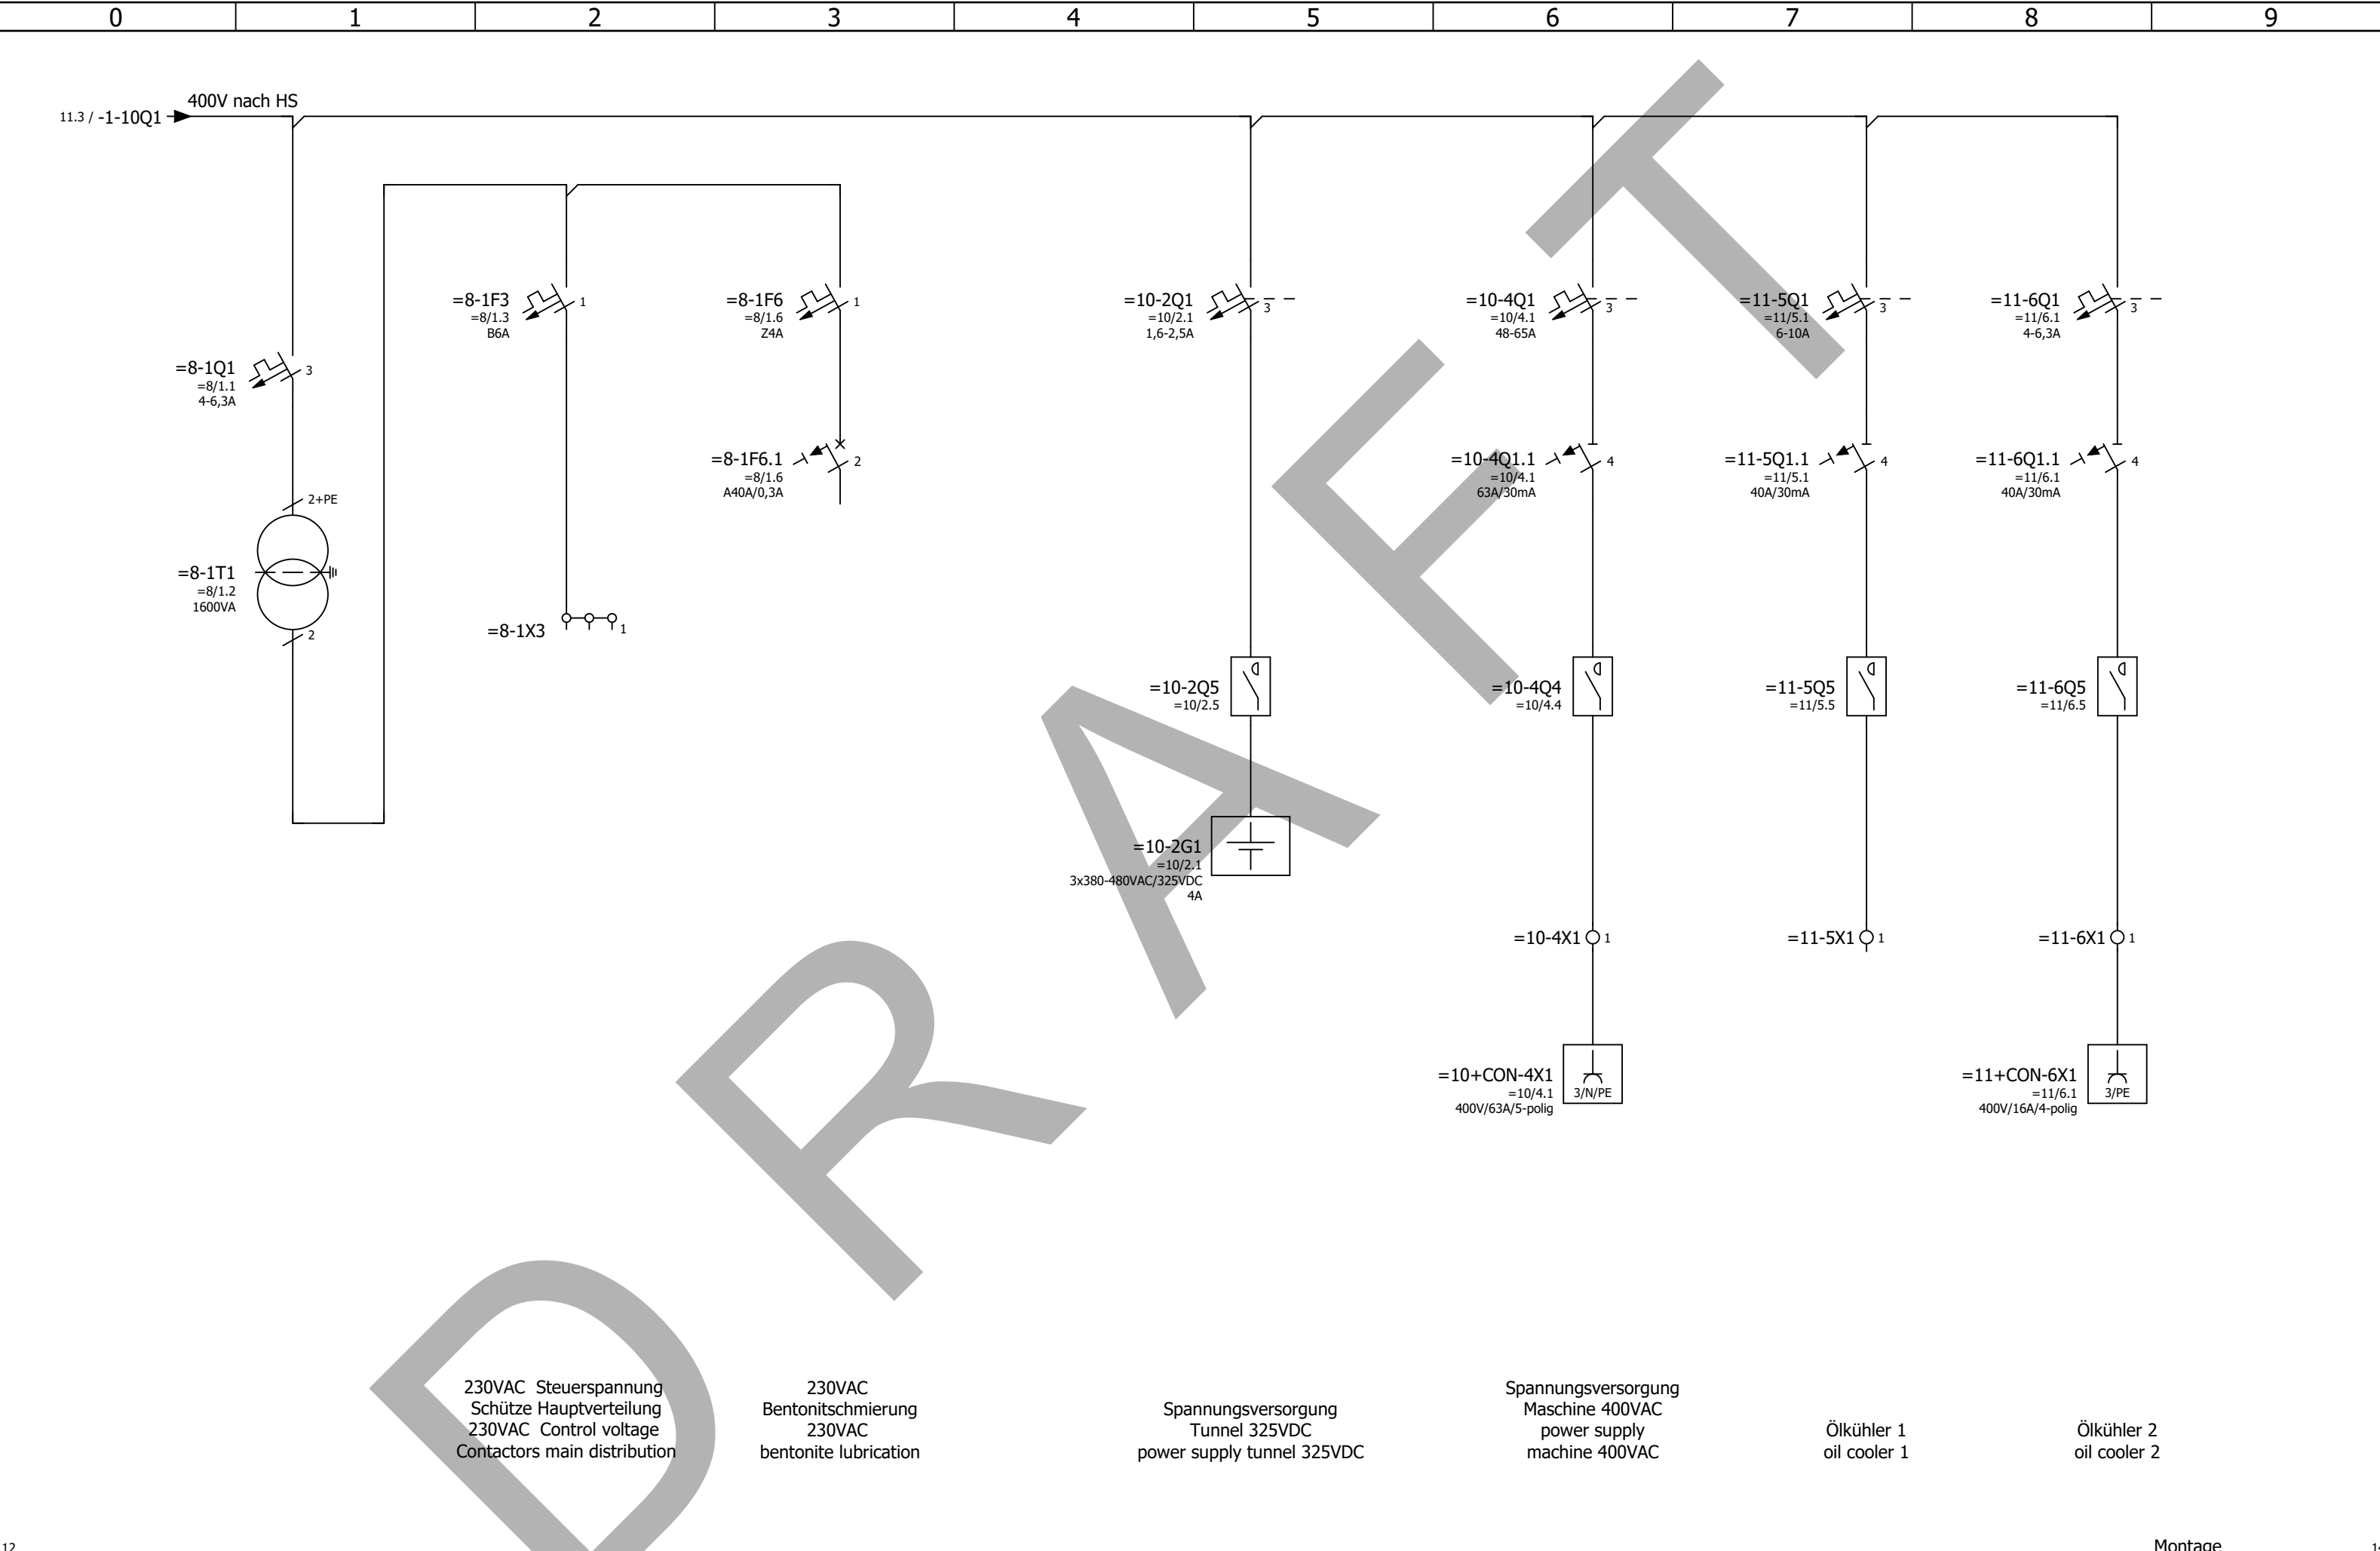 0 1 2 3 4 5 6 7 8 9
400V nach HS
11.3 / -1-10Q1
=8-1Q1
=8/1.1
4-6,3A
3
2+PE
=8-1T1
=8/1.2
1600VA
2
=8-1F3
=8/1.3
B6A
1
=8-1X3
1
=8-1F6
=8/1.6
Z4A
1
=8-1F6.1
=8/1.6
A40A/0,3A
2
=10-2Q1
=10/2.1
1,6-2,5A
3
=10-2Q5
=10/2.5
=10-2G1
=10/2.1
3x380-480VAC/325VDC
4A
=10-4Q1
=10/4.1
48-65A
3
=10-4Q1.1
=10/4.1
63A/30mA
4
=10-4Q4
=10/4.4
=10-4X1
1
=10+CON-4X1
=10/4.1
400V/63A/5-polig
3/N/PE
=11-5Q1
=11/5.1
6-10A
3
=11-5Q1.1
=11/5.1
40A/30mA
4
=11-5Q5
=11/5.5
=11-5X1
1
=11-6Q1
=11/6.1
4-6,3A
3
=11-6Q1.1
=11/6.1
40A/30mA
4
=11-6Q5
=11/6.5
=11-6X1
1
=11+CON-6X1
=11/6.1
400V/16A/4-polig
3/PE
DRAFT
230VAC Steuerspannung
Schütze Hauptverteilung
230VAC Control voltage
Contactors main distribution
230VAC
Bentonitschmierung
230VAC
bentonite lubrication
Spannungsversorgung
Tunnel 325VDC
power supply tunnel 325VDC
Spannungsversorgung
Maschine 400VAC
power supply
machine 400VAC
Ölkühler 1
oil cooler 1
Ölkühler 2
oil cooler 2
12
Montage